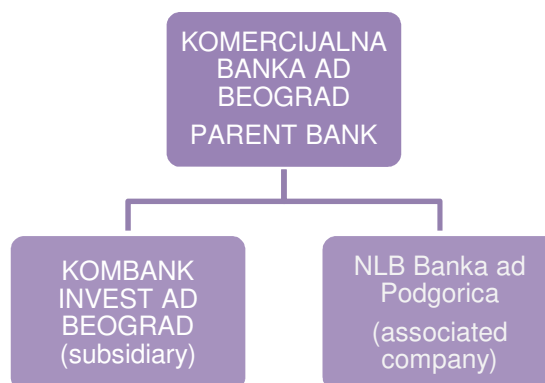 KOMERCIJALNA
BANKA AD
BEOGRAD
PARENT BANK
KOMBANK
INVEST AD
BEOGRAD
(subsidiary)
NLB Banka ad
Podgorica
(associated
company)